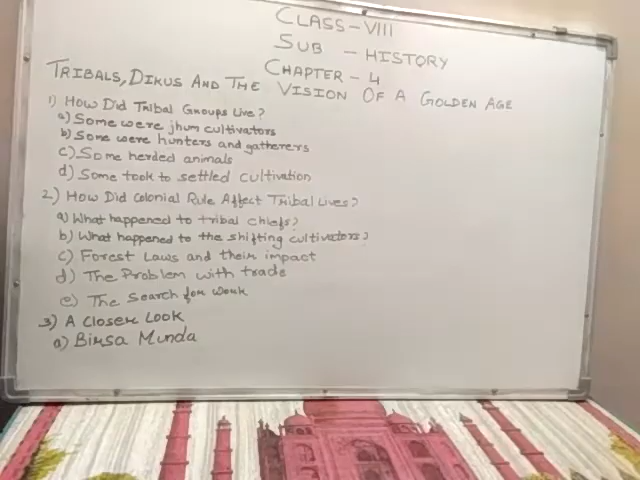 CLASS-VIII
SUB - HISTORY
CHAPTER - 4
TRIBALS, DIKUS AND THE VISION OF A GOLDEN AGE
1) How Did Tribal Groups Live?
a) Some were jhum cultivators
b) Some were hunters and gatherers
c) Some herded animals
d) Some took to settled cultivation
2) How Did Colonial Rule Affect Tribal Lives?
a) What happened to tribal chiefs?
b) What happened to the shifting cultivators?
c) Forest Laws and their impact
d) The Problem with trade
e) The Search for Work
3) A Closer Look
a) Birsa Munda